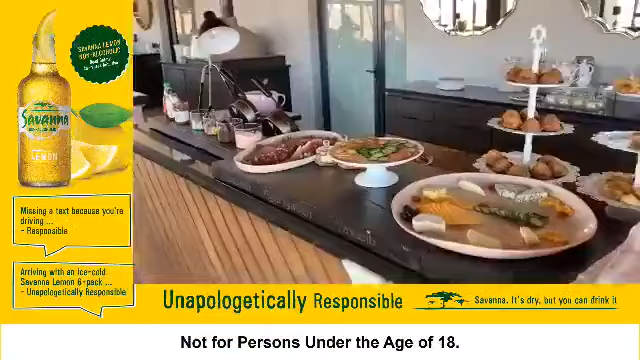 SAVANNA LEMON
NON-ALCOHOLIC
Savanna
NON-ALCOHOLIC
LEMON
Missing a text because you're
driving ...
- Responsible
Arriving with an ice-cold
Savanna Lemon 6-pack ...
- Unapologetically Responsible
Unapologetically Responsible
Savanna. It's dry, but you can drink it
Not for Persons Under the Age of 18.